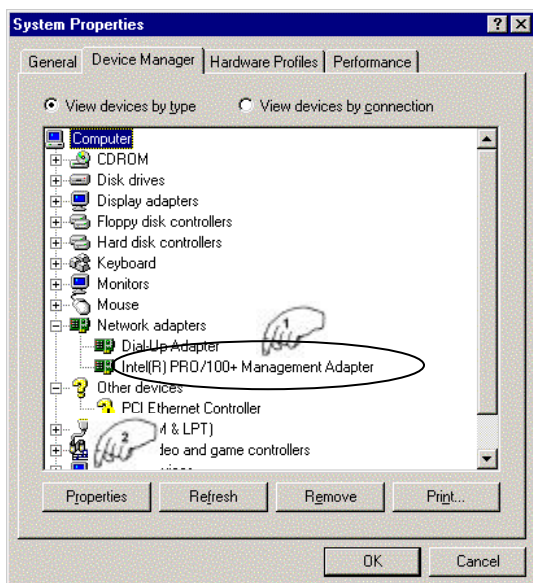 System Properties
General Device Manager Hardware Profiles Performance
View devices by type View devices by connection
Computer
CDROM
Disk drives
Display adapters
Floppy disk controllers
Hard disk controllers
Keyboard
Monitors
Mouse
1
Network adapters
Dial-Up Adapter
Intel(R) PRO/100+ Management Adapter
Other devices
PCI Ethernet Controller
& LPT)
2
and game controllers
Properties Refresh Remove Print...
OK Cancel